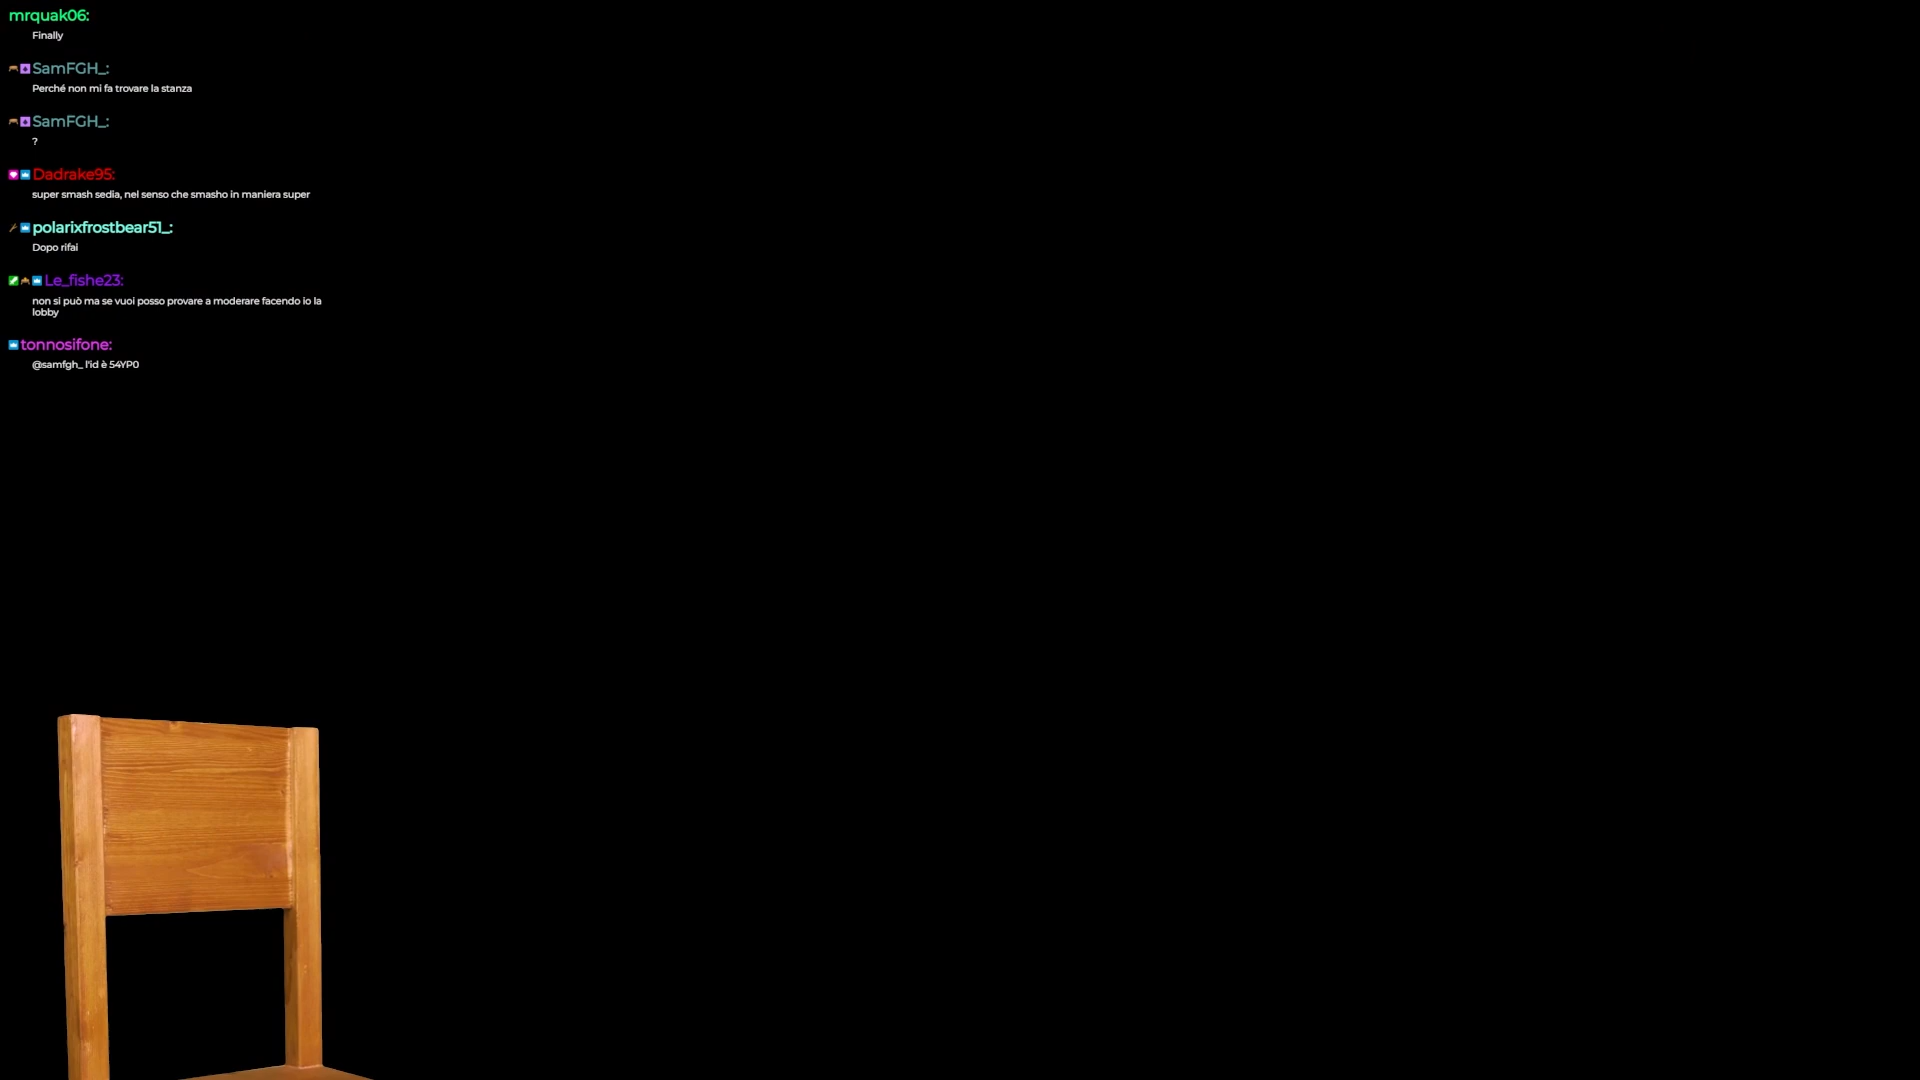 mrquak06:
Finally
SamFGH_:
Perché non mi fa trovare la stanza
SamFGH_:
?
Dadrake95:
super smash sedia, nel senso che smasho in maniera super
polarixfrostbear51_:
Dopo rifai
Le_fishe23:
non si può ma se vuoi posso provare a moderare facendo io la
lobby
tonnosifone:
@samfgh_ l'id è 54YP0